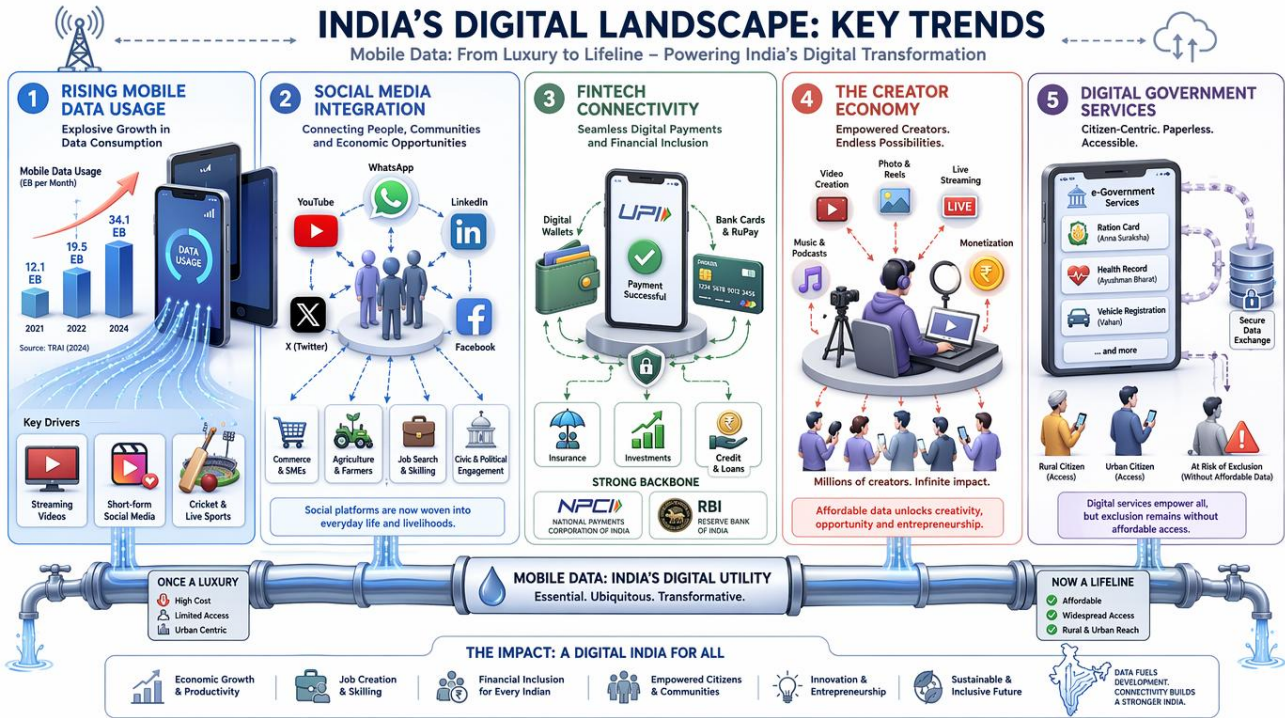 INDIA'S DIGITAL LANDSCAPE: KEY TRENDS
Mobile Data: From Luxury to Lifeline – Powering India's Digital Transformation
1
RISING MOBILE
DATA USAGE
Explosive Growth in
Data Consumption
Mobile Data Usage
(EB per Month)
12.1
EB
19.5
EB
34.1
EB
2021
2022
2024
Source: TRAI (2024)
DATA
USAGE
Key Drivers
Streaming
Videos
Short-form
Social Media
Cricket &
Live Sports
2
SOCIAL MEDIA
INTEGRATION
Connecting People, Communities
and Economic Opportunities
WhatsApp
YouTube
LinkedIn
in
X (Twitter)
Facebook
Commerce
& SMEs
Agriculture
& Farmers
Job Search
& Skilling
Civic & Political
Engagement
Social platforms are now woven into
everyday life and livelihoods.
3
FINTECH
CONNECTIVITY
Seamless Digital Payments
and Financial Inclusion
Digital
Wallets
UPI
Payment
Successful
Bank Cards
& RuPay
1234 5678 9012 3456
Insurance
Investments
Credit
& Loans
STRONG BACKBONE
NPCI
NATIONAL PAYMENTS
CORPORATION OF INDIA
RBI
RESERVE BANK
OF INDIA
4
THE CREATOR
ECONOMY
Empowered Creators.
Endless Possibilities.
Video
Creation
Photo &
Reels
Live
Streaming
LIVE
Music &
Podcasts
Monetization
Millions of creators. Infinite impact.
Affordable data unlocks creativity,
opportunity and entrepreneurship.
5
DIGITAL GOVERNMENT
SERVICES
Citizen-Centric. Paperless.
Accessible.
e-Government
Services
Ration Card
(Anna Suraksha)
Health Record
(Ayushman Bharat)
Vehicle Registration
(Vahan)
... and more
Secure
Data
Exchange
Rural Citizen
(Access)
Urban Citizen
(Access)
At Risk of Exclusion
(Without Affordable Data)
Digital services empower all,
but exclusion remains without
affordable access.
ONCE A LUXURY
High Cost
Limited Access
Urban Centric
MOBILE DATA: INDIA'S DIGITAL UTILITY
Essential. Ubiquitous. Transformative.
NOW A LIFELINE
Affordable
Widespread Access
Rural & Urban Reach
THE IMPACT: A DIGITAL INDIA FOR ALL
Economic Growth
& Productivity
Job Creation
& Skilling
Financial Inclusion
for Every Indian
Empowered Citizens
& Communities
Innovation &
Entrepreneurship
Sustainable &
Inclusive Future
DATA FUELS
DEVELOPMENT.
CONNECTIVITY BUILDS
A STRONGER INDIA.